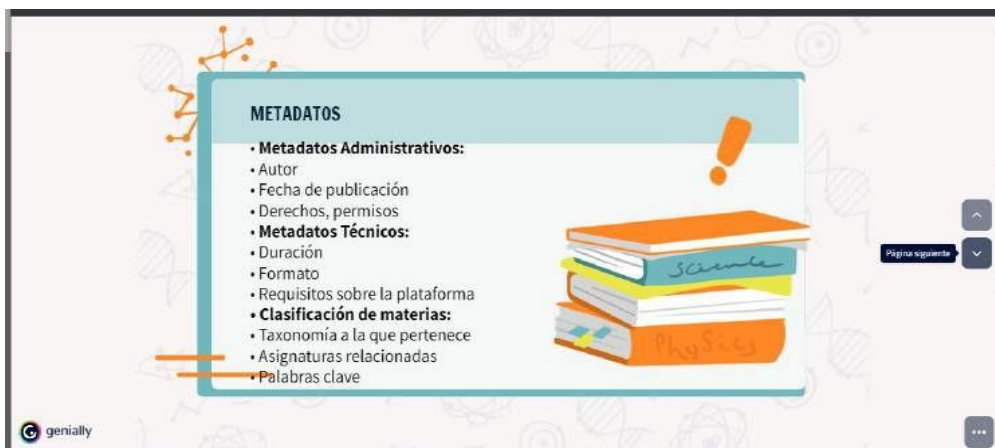 METADATOS
• Metadatos Administrativos:
• Autor
• Fecha de publicación
• Derechos, permisos
• Metadatos Técnicos:
• Duración
• Formato
• Requisitos sobre la plataforma
• Clasificación de materias:
• Taxonomía a la que pertenece
• Asignaturas relacionadas
• Palabras clave
Science
Physics
Página siguiente
genially